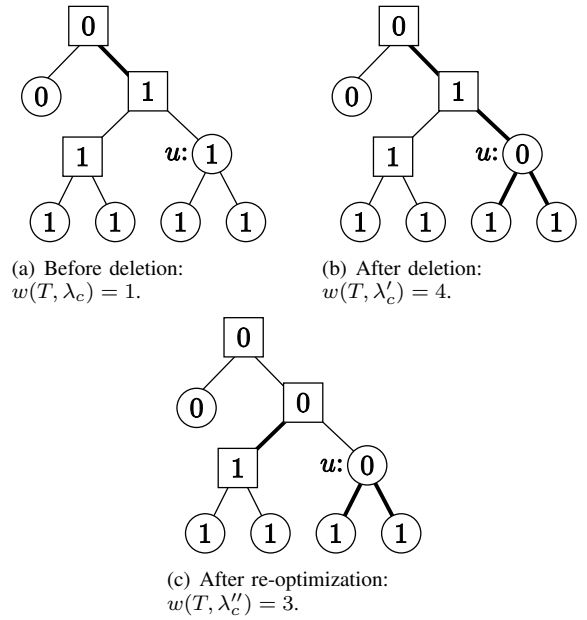 0
0
1
1
u: 1
1 1 1 1
(a) Before deletion:
w(T, λ_c) = 1.
0
0
1
1
u: 0
1 1 1 1
(b) After deletion:
w(T, λ′_c) = 4.
0
0
0
1
u: 0
1 1 1 1
(c) After re-optimization:
w(T, λ″_c) = 3.